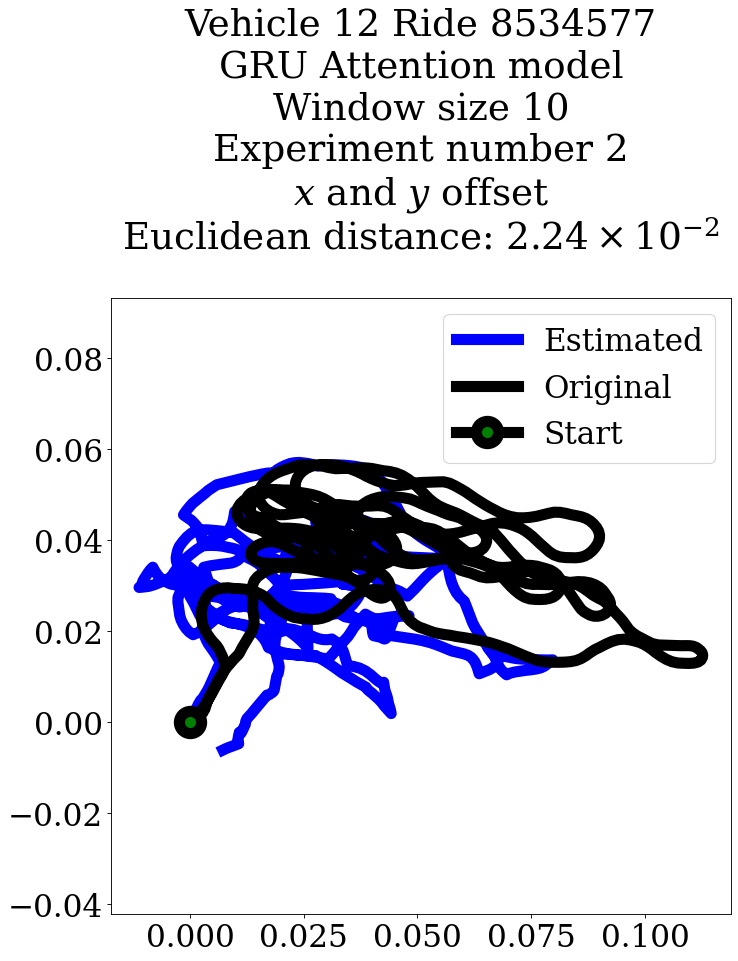 Vehicle 12 Ride 8534577
GRU Attention model
Window size 10
Experiment number 2
x and y offset
Euclidean distance: 2.24 × 10⁻²
Estimated
Original
Start
0.08
0.06
0.04
0.02
0.00
−0.02
−0.04
0.000 0.025 0.050 0.075 0.100